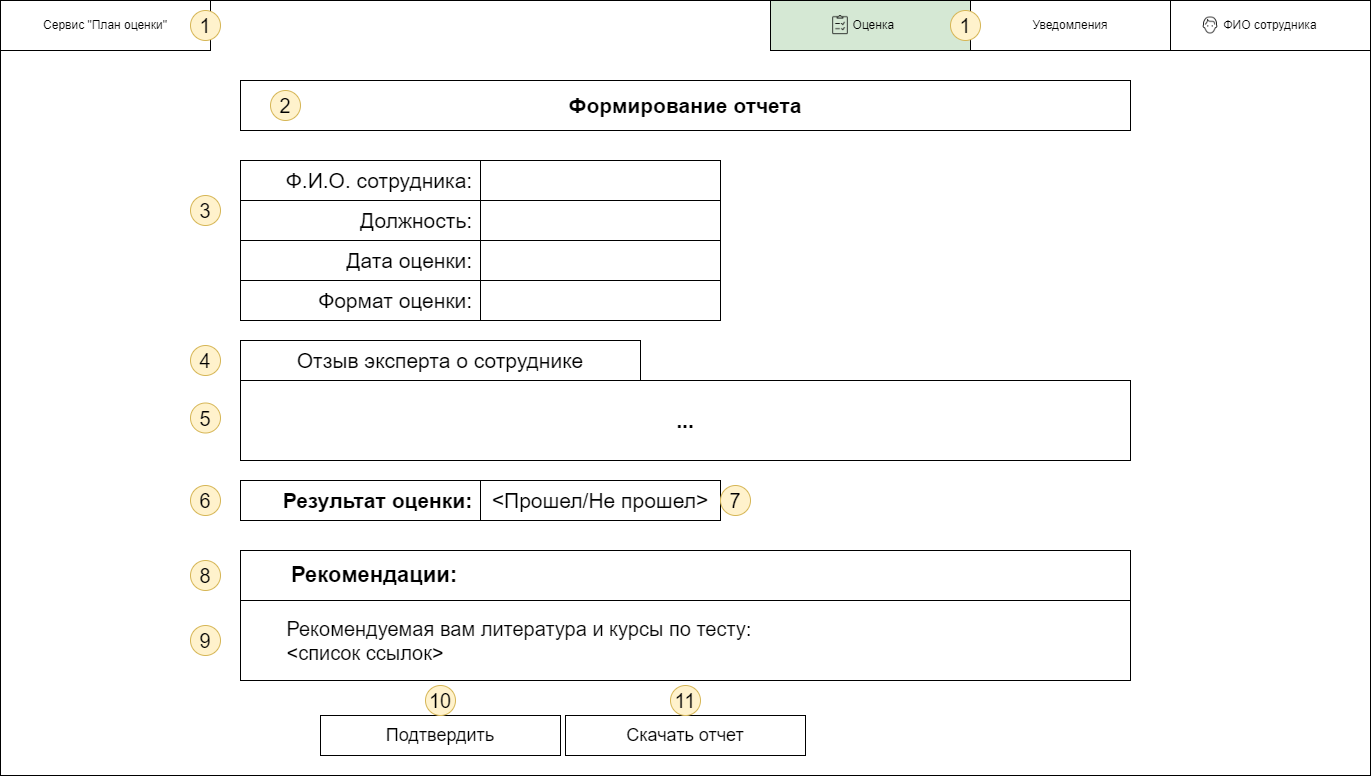 Сервис "План оценки"
1
Оценка
1
Уведомления
ФИО сотрудника
2
Формирование отчета
3
Ф.И.О. сотрудника:
Должность:
Дата оценки:
Формат оценки:
4
Отзыв эксперта о сотруднике
5
...
6
Результат оценки:
<Прошел/Не прошел>
7
8
Рекомендации:
9
Рекомендуемая вам литература и курсы по тесту:
<список ссылок>
10
11
Подтвердить
Скачать отчет